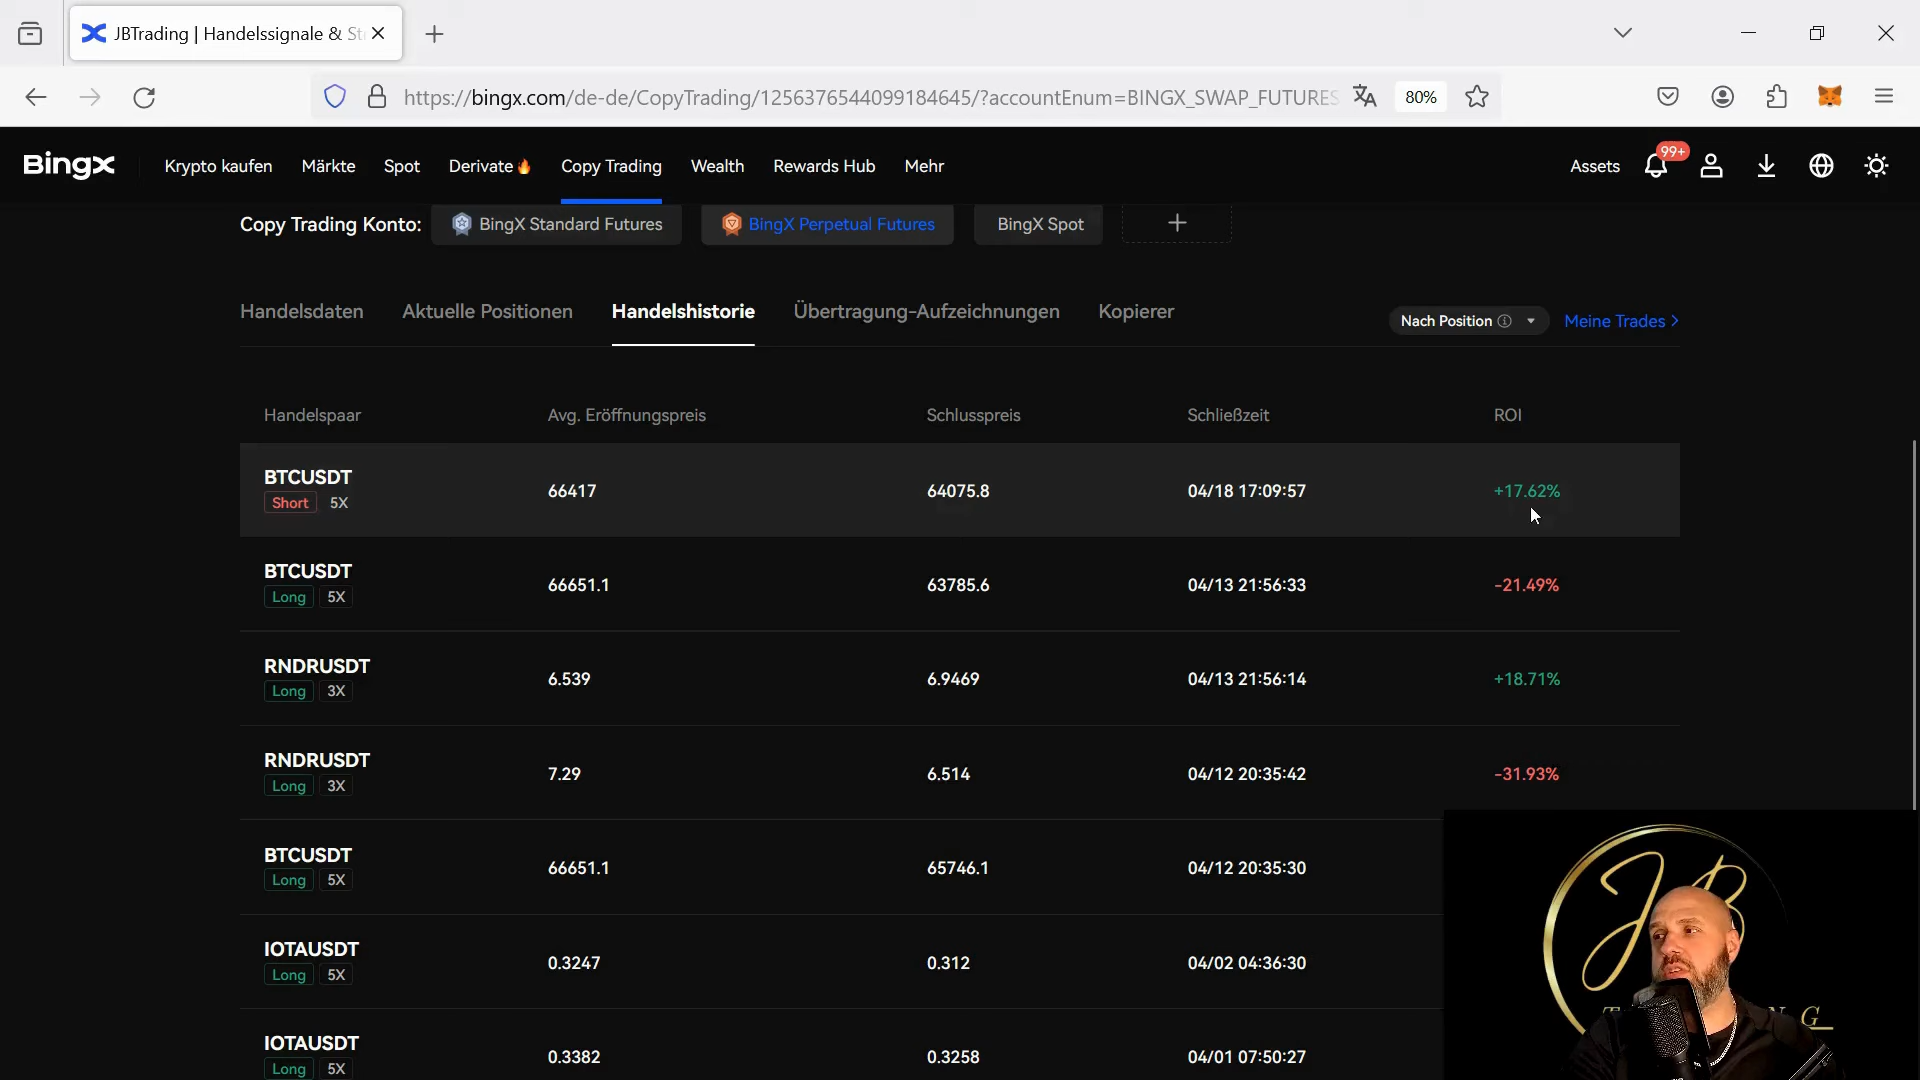 JBTrading | Handelssignale & St
https://bingx.com/de-de/CopyTrading/1256376544099184645/?accountEnum=BINGX_SWAP_FUTURES
80%
BingX
Krypto kaufen
Märkte
Spot
Derivate
Copy Trading
Wealth
Rewards Hub
Mehr
Assets
99+
Copy Trading Konto:
BingX Standard Futures
BingX Perpetual Futures
BingX Spot
+
Handelsdaten
Aktuelle Positionen
Handelshistorie
Übertragung-Aufzeichnungen
Kopierer
Nach Position
Meine Trades >
Handelspaar
Avg. Eröffnungspreis
Schlusspreis
Schließzeit
ROI
BTCUSDT
Short 5X
66417
64075.8
04/18 17:09:57
+17.62%
BTCUSDT
Long 5X
66651.1
63785.6
04/13 21:56:33
-21.49%
RNDRUSDT
Long 3X
6.539
6.9469
04/13 21:56:14
+18.71%
RNDRUSDT
Long 3X
7.29
6.514
04/12 20:35:42
-31.93%
BTCUSDT
Long 5X
66651.1
65746.1
04/12 20:35:30
IOTAUSDT
Long 5X
0.3247
0.312
04/02 04:36:30
IOTAUSDT
Long 5X
0.3382
0.3258
04/01 07:50:27
JB